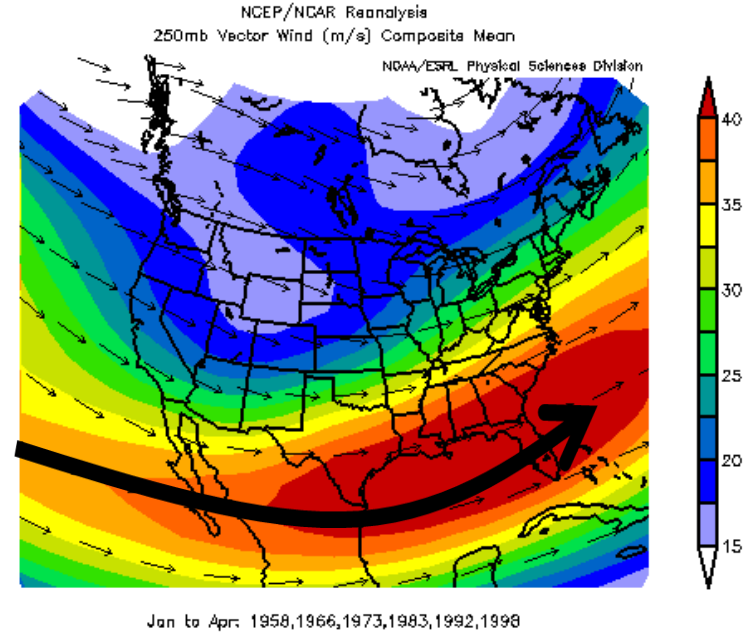 NCEP/NCAR Reanalysis
250mb Vector Wind (m/s) Composite Mean
NOAA/ESRL Physical Sciences Division
40
35
30
25
20
15
Jan to Apr: 1958,1966,1973,1983,1992,1998